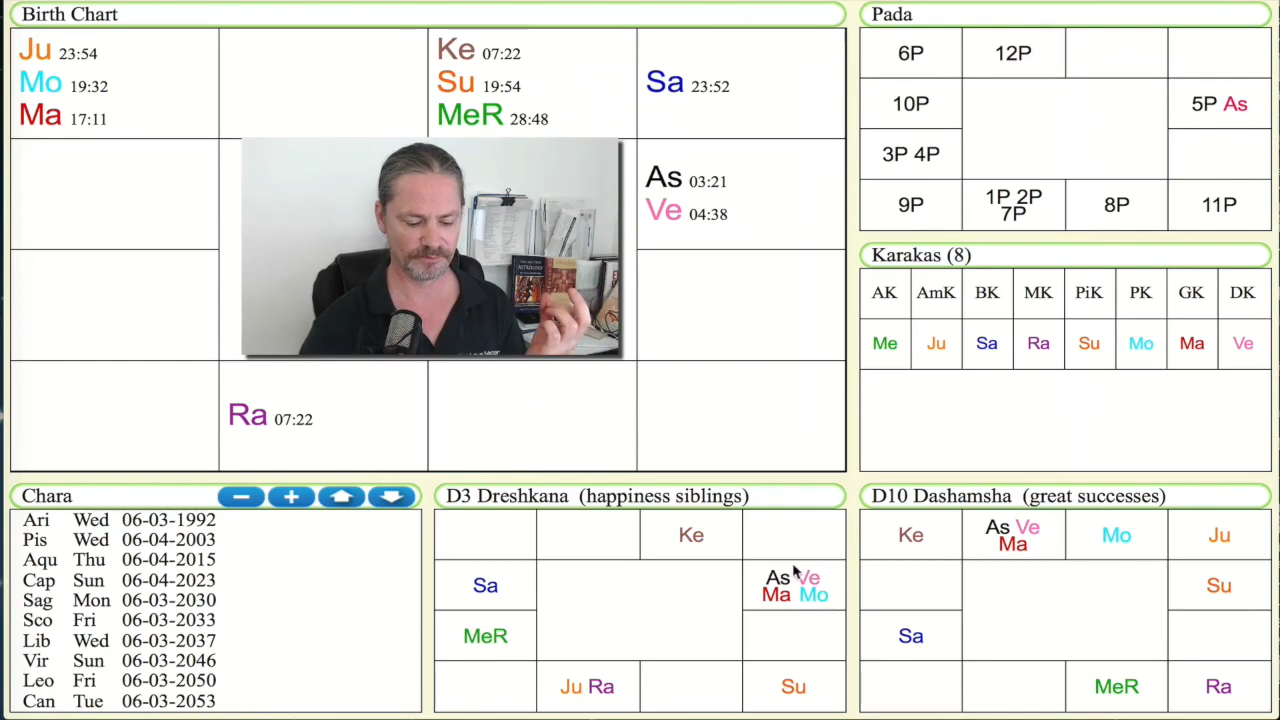 Birth Chart
Ju 23:54
Mo 19:32
Ma 17:11
Ke 07:22
Su 19:54
MeR 28:48
Sa 23:52
As 03:21
Ve 04:38
Ra 07:22
ASTROLOGY
Pada
6P 12P
10P 5P As
3P 4P
9P 1P 2P 8P 11P
7P
Karakas (8)
AK AmK BK MK PiK PK GK DK
Me Ju Sa Ra Su Mo Ma Ve
Chara
Ari Wed 06-03-1992
Pis Wed 06-04-2003
Aqu Thu 06-04-2015
Cap Sun 06-04-2023
Sag Mon 06-03-2030
Sco Fri 06-03-2033
Lib Wed 06-03-2037
Vir Sun 06-03-2046
Leo Fri 06-03-2050
Can Tue 06-03-2053
D3 Dreshkana (happiness siblings)
Ke
Sa As Ve
Ma Mo
MeR
Ju Ra Su
D10 Dashamsha (great successes)
Ke As Ve Mo Ju
Ma
Su
Sa
MeR Ra